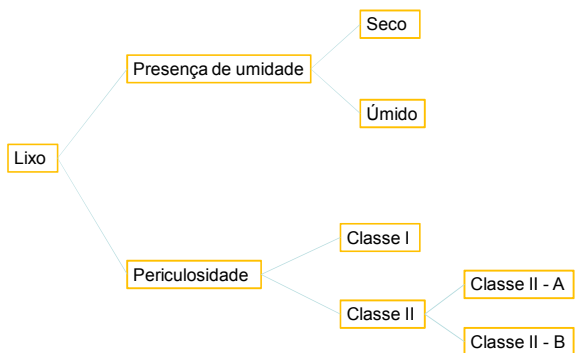 Seco
Presença de umidade
Úmido
Lixo
Classe I
Periculosidade
Classe II - A
Classe II
Classe II - B